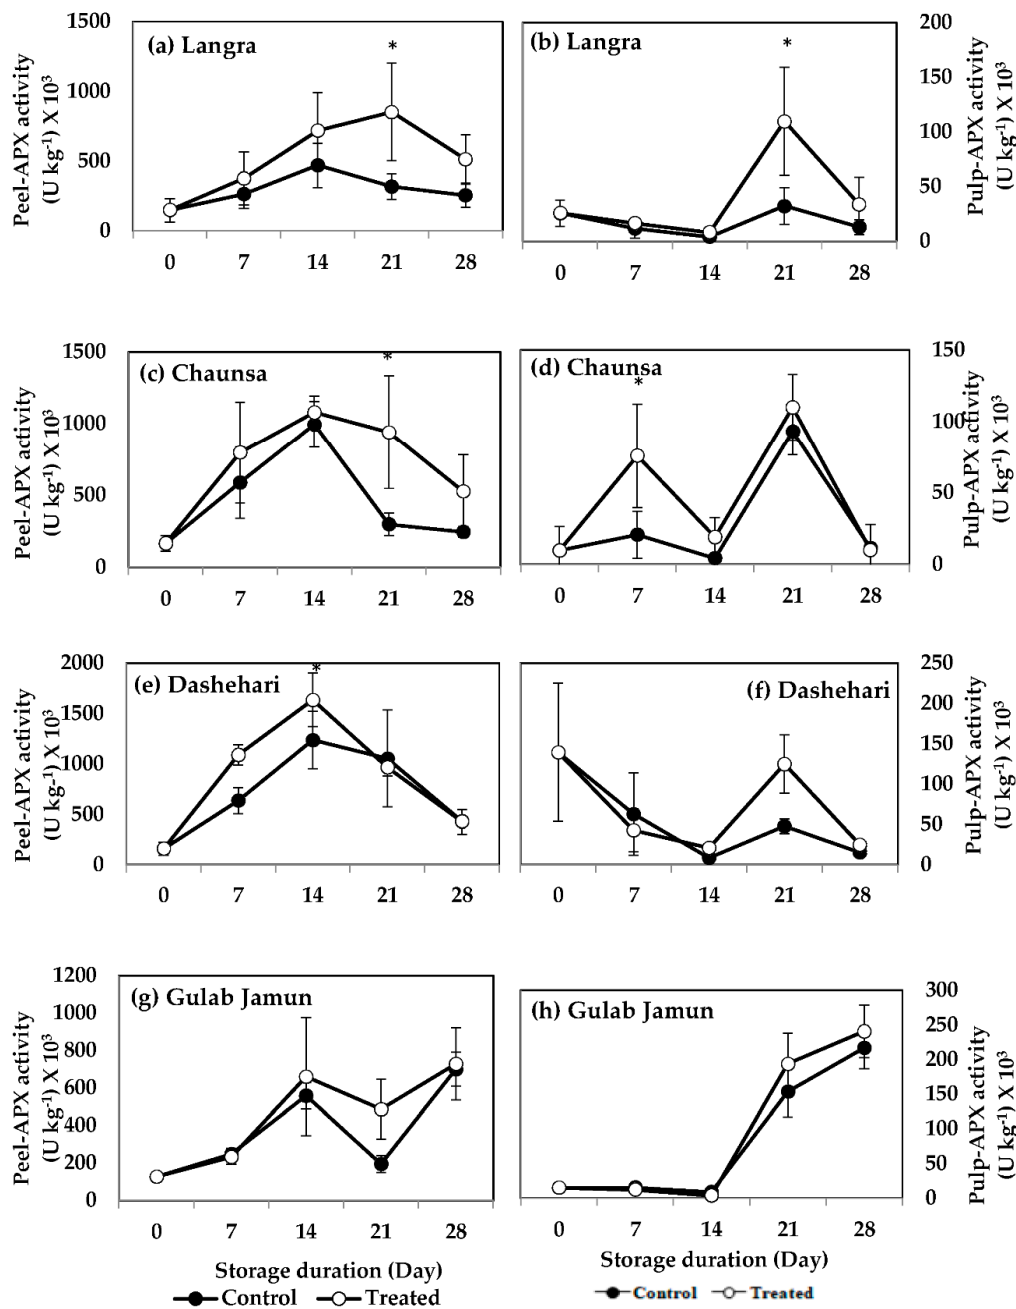 (a) Langra
*
1500
1000
500
0
Peel-APX activity
(U kg⁻¹) X 10³
0 7 14 21 28
(b) Langra
*
200
150
100
50
0
Pulp-APX activity
(U kg⁻¹) X 10³
0 7 14 21 28
(c) Chaunsa
*
1500
1000
500
0
Peel-APX activity
(U kg⁻¹) X 10³
0 7 14 21 28
(d) Chaunsa
*
150
100
50
0
Pulp-APX activity
(U kg⁻¹) X 10³
0 7 14 21 28
(e) Dashehari
*
2000
1500
1000
500
0
Peel-APX activity
(U kg⁻¹) X 10³
0 7 14 21 28
(f) Dashehari
250
200
150
100
50
0
Pulp-APX activity
(U kg⁻¹) X 10³
0 7 14 21 28
(g) Gulab Jamun
1200
1000
800
600
400
200
0
Peel-APX activity
(U kg⁻¹) X 10³
0 7 14 21 28
Storage duration (Day)
Control Treated
(h) Gulab Jamun
300
250
200
150
100
50
0
Pulp-APX activity
(U kg⁻¹) X 10³
0 7 14 21 28
Storage duration (Day)
Control Treated